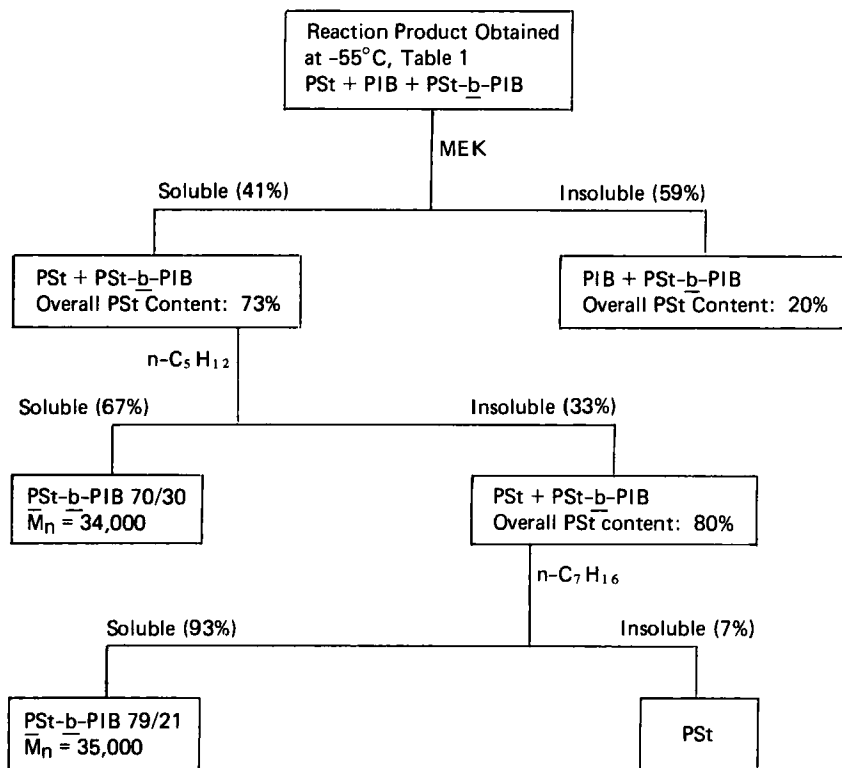 Reaction Product Obtained
at -55°C, Table 1
PSt + PIB + PSt-b-PIB
MEK
Soluble (41%)
Insoluble (59%)
PSt + PSt-b-PIB
Overall PSt Content: 73%
PIB + PSt-b-PIB
Overall PSt Content: 20%
n-C₅H₁₂
Soluble (67%)
Insoluble (33%)
PSt-b-PIB 70/30
M̅n = 34,000
PSt + PSt-b-PIB
Overall PSt content: 80%
n-C₇H₁₆
Soluble (93%)
Insoluble (7%)
PSt-b-PIB 79/21
M̅n = 35,000
PSt